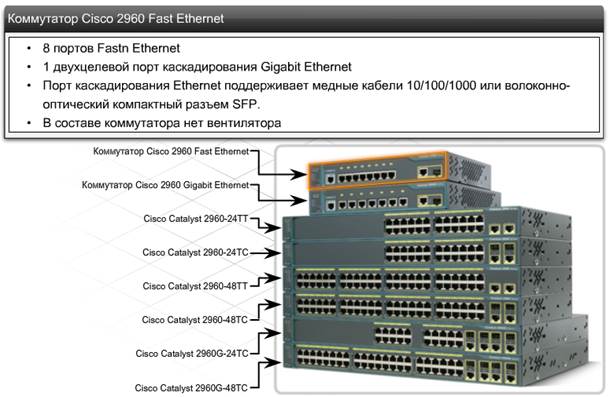 Коммутатор Cisco 2960 Fast Ethernet
• 8 портов Fastn Ethernet
• 1 двухцелевой порт каскадирования Gigabit Ethernet
• Порт каскадирования Ethernet поддерживает медные кабели 10/100/1000 или волоконно-
оптический компактный разъем SFP.
• В составе коммутатора нет вентилятора
Коммутатор Cisco 2960 Fast Ethernet
Коммутатор Cisco 2960 Gigabit Ethernet
Cisco Catalyst 2960-24TT
Cisco Catalyst 2960-24TC
Cisco Catalyst 2960-48TT
Cisco Catalyst 2960-48TC
Cisco Catalyst 2960G-24TC
Cisco Catalyst 2960G-48TC